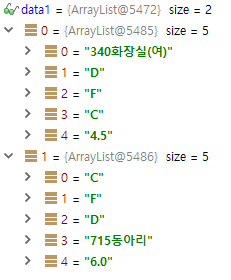 data1 = {ArrayList@5472} size = 2
0 = {ArrayList@5485} size = 5
0 = "340화장실(여)"
1 = "D"
2 = "F"
3 = "C"
4 = "4.5"
1 = {ArrayList@5486} size = 5
0 = "C"
1 = "F"
2 = "D"
3 = "715동아리"
4 = "6.0"